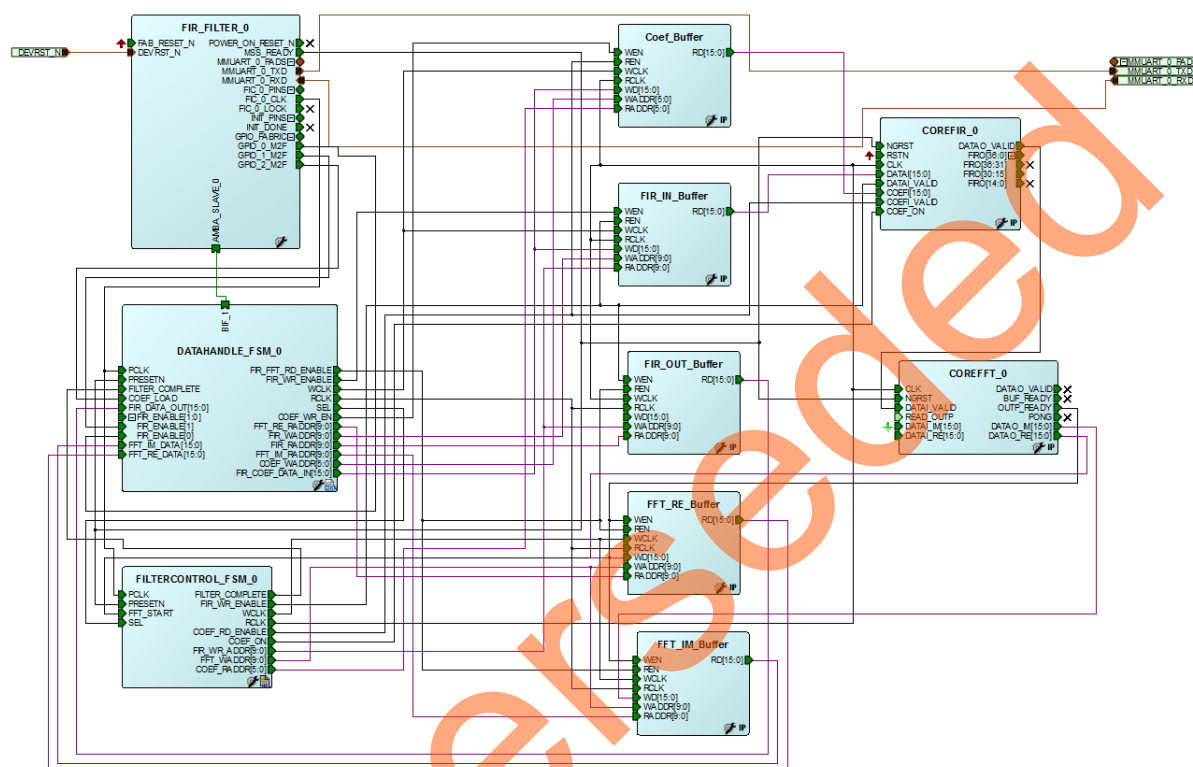 DEVRST_N
FIR_FILTER_0
FAB_RESET_N
DEVRST_N
POWER_ON_RESET_N
MSS_READY
MMUART_0_PADS
MMUART_0_TXD
MMUART_0_RXD
FIC_0_PINS
FIC_0_CLK
FIC_0_LOCK
INIT_PINS
INIT_DONE
GPIO_FABRIC
GPIO_0_M2F
GPIO_1_M2F
GPIO_2_M2F
AMBA_SLAVE_0
Coef_Buffer
WEN
REN
WCLK
RCLK
WD[15:0]
WADDR[5:0]
RADDR[5:0]
RD[15:0]
IP
MMUART_0_PAD
MMUART_0_TXD
MMUART_0_RXD
COREFIR_0
NGRST
RSTN
CLK
DATAI[15:0]
DATAI_VALID
COEFI[15:0]
COEFI_VALID
COEF_ON
DATAO_VALID
FIRO[36:0]
FIRO[36:31]
FIRO[30:15]
FIRO[14:0]
IP
FIR_IN_Buffer
WEN
REN
WCLK
RCLK
WD[15:0]
WADDR[9:0]
RADDR[9:0]
RD[15:0]
IP
BIF_1
DATAHANDLE_FSM_0
PCLK
PRESETN
FILTER_COMPLETE
COEF_LOAD
FIR_DATA_OUT[15:0]
FIR_ENABLE[1:0]
FIR_ENABLE[1]
FIR_ENABLE[0]
FFT_IM_DATA[15:0]
FFT_RE_DATA[15:0]
FIR_FFT_RD_ENABLE
FIR_WR_ENABLE
WCLK
RCLK
SEL
COEF_WR_EN
FFT_RE_RADDR[9:0]
FIR_WADDR[9:0]
FIR_RADDR[9:0]
FFT_IM_RADDR[9:0]
COEF_WADDR[5:0]
FIR_COEF_DATA_IN[15:0]
FIR_OUT_Buffer
WEN
REN
WCLK
RCLK
WD[15:0]
WADDR[9:0]
RADDR[9:0]
RD[15:0]
IP
COREFFT_0
CLK
NGRST
DATAI_VALID
READ_OUTP
DATAI_IM[15:0]
DATAI_RE[15:0]
DATAO_VALID
BUF_READY
OUTP_READY
PONG
DATAO_IM[15:0]
DATAO_RE[15:0]
IP
FFT_RE_Buffer
WEN
REN
WCLK
RCLK
WD[15:0]
WADDR[9:0]
RADDR[9:0]
RD[15:0]
IP
FILTERCONTROL_FSM_0
PCLK
PRESETN
FFT_START
SEL
FILTER_COMPLETE
FIR_WR_ENABLE
WCLK
RCLK
COEF_RD_ENABLE
COEF_ON
FIR_WR_ADDR[9:0]
FFT_WADDR[9:0]
COEF_RADDR[5:0]
FFT_IM_Buffer
WEN
REN
WCLK
RCLK
WD[15:0]
WADDR[9:0]
RADDR[9:0]
RD[15:0]
IP
erseded